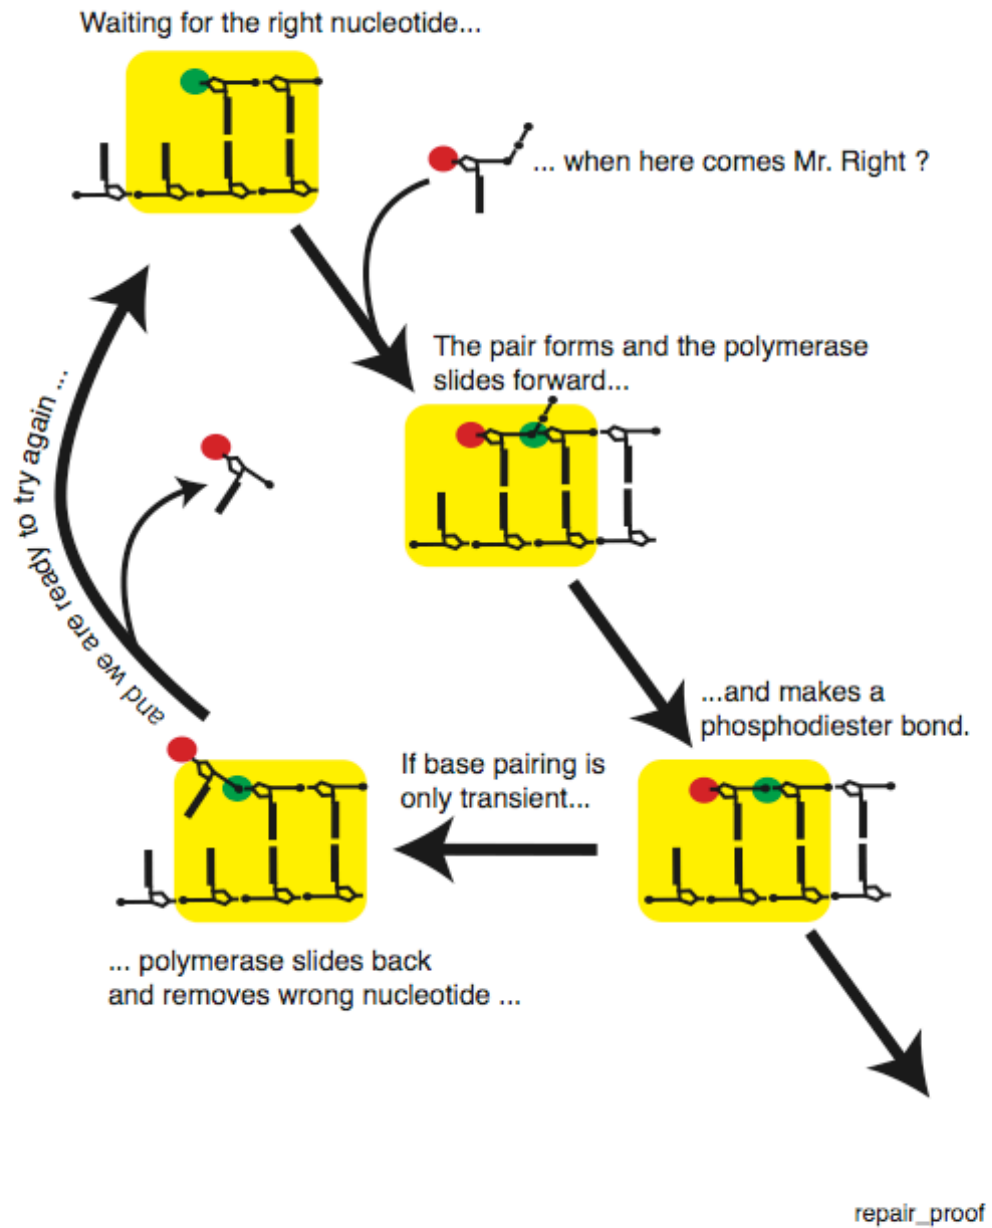 Waiting for the right nucleotide...
... when here comes Mr. Right ?
The pair forms and the polymerase
slides forward...
...and makes a
phosphodiester bond.
If base pairing is
only transient...
... polymerase slides back
and removes wrong nucleotide ...
and we are ready to try again ...
repair_proof